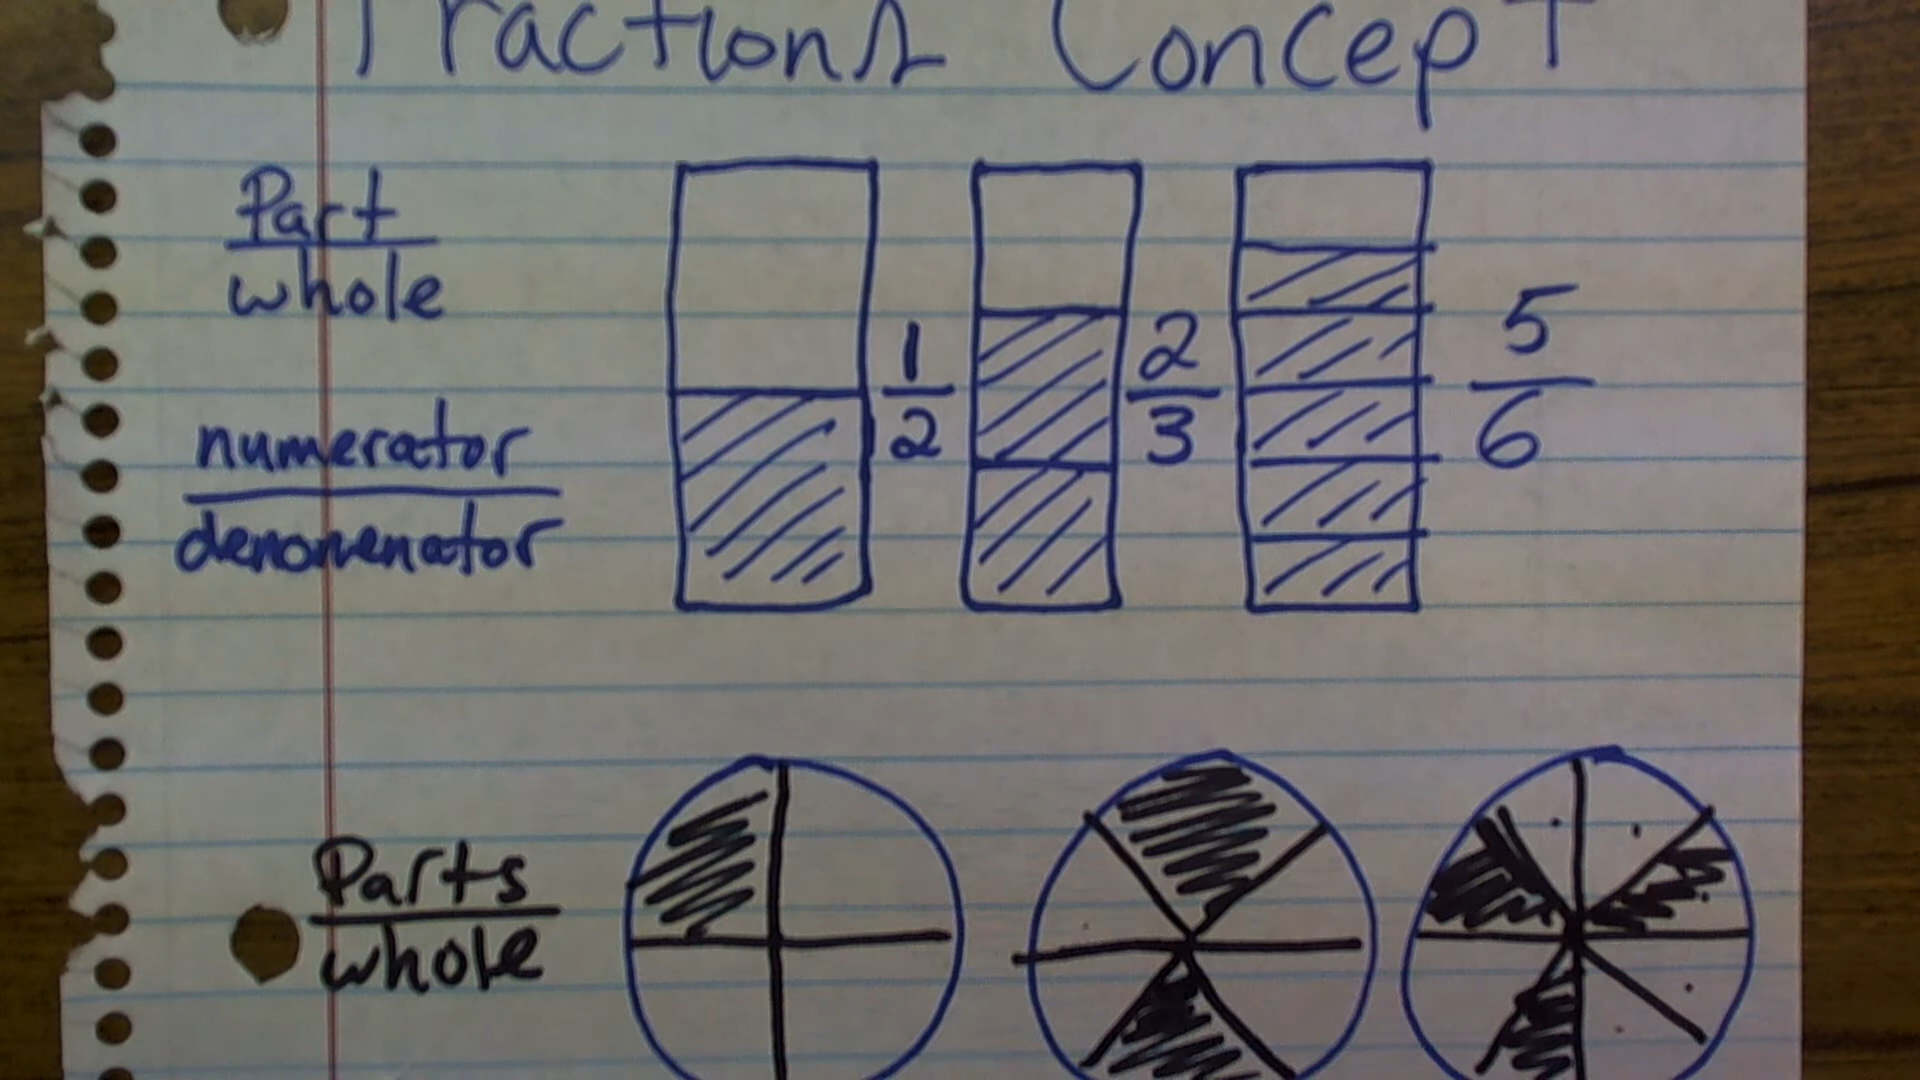 Fractions Concept
Part
whole
numerator
denomenator
1
2
2
3
5
6
Parts
whole